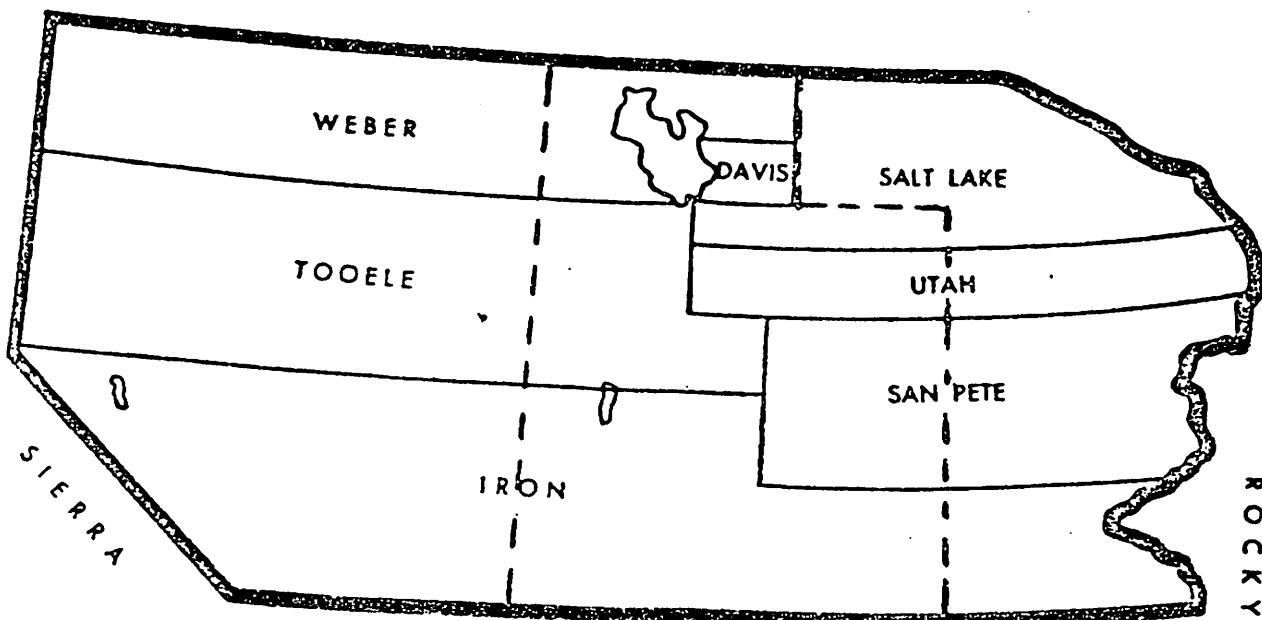 WEBER
DAVIS
SALT LAKE
TOOELE
UTAH
SAN PETE
IRON
SIERRA
ROCKY